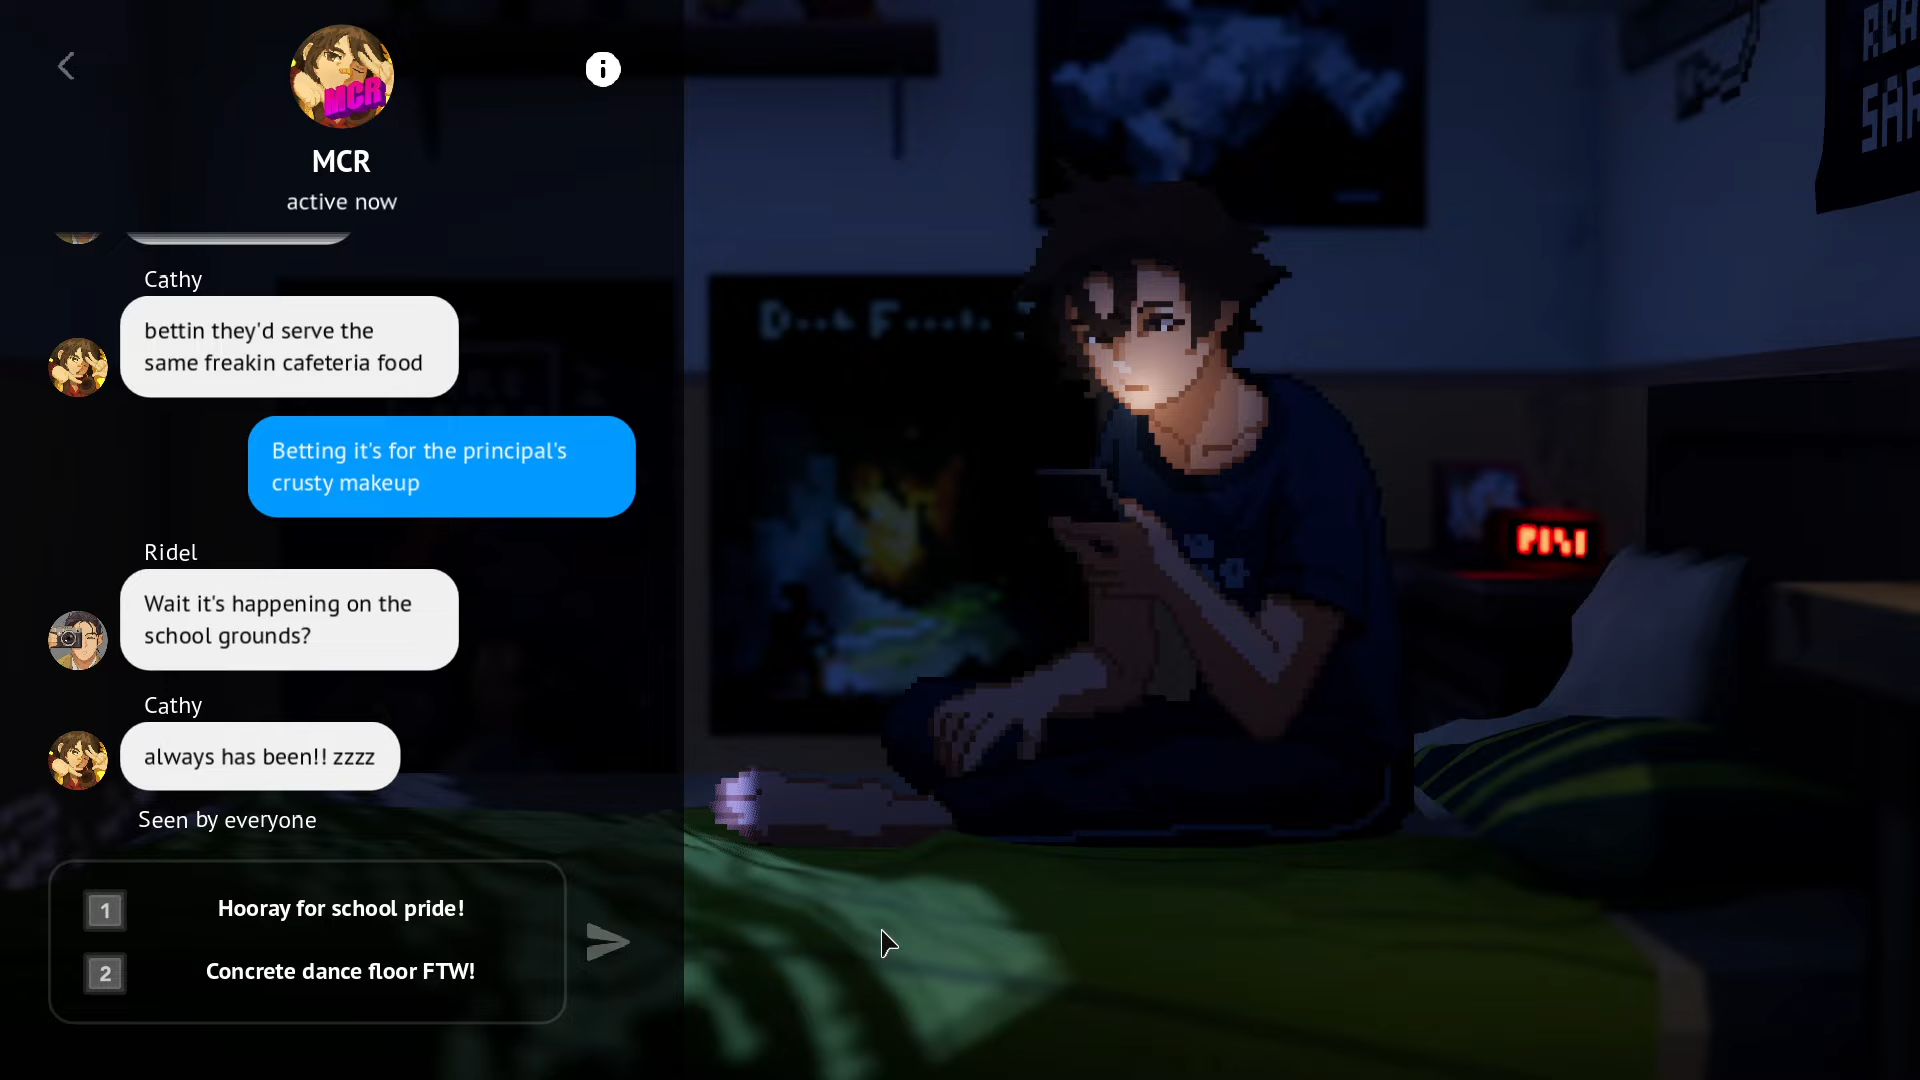 MCR
MCR
active now
Cathy
bettin they'd serve the
same freakin cafeteria food
Betting it's for the principal's
crusty makeup
Ridel
Wait it's happening on the
school grounds?
Cathy
always has been!! zzzz
Seen by everyone
1 Hooray for school pride!
2 Concrete dance floor FTW!